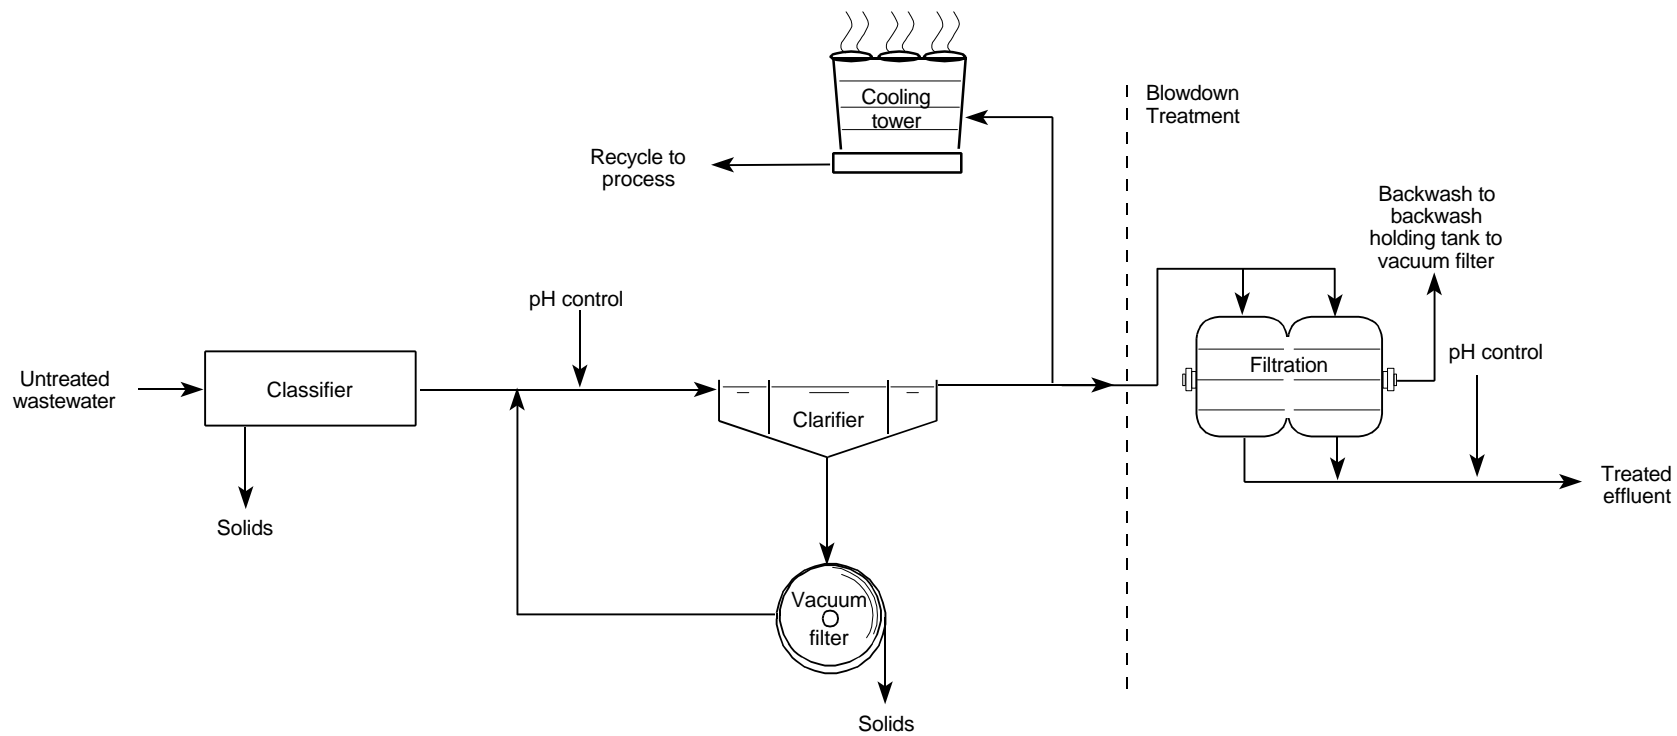 Cooling
tower
Blowdown
Treatment
Recycle to
process
Backwash to
backwash
holding tank to
vacuum filter
pH control
Untreated
wastewater
Classifier
Clarifier
Filtration
pH control
Solids
Treated
effluent
Vacuum
filter
Solids